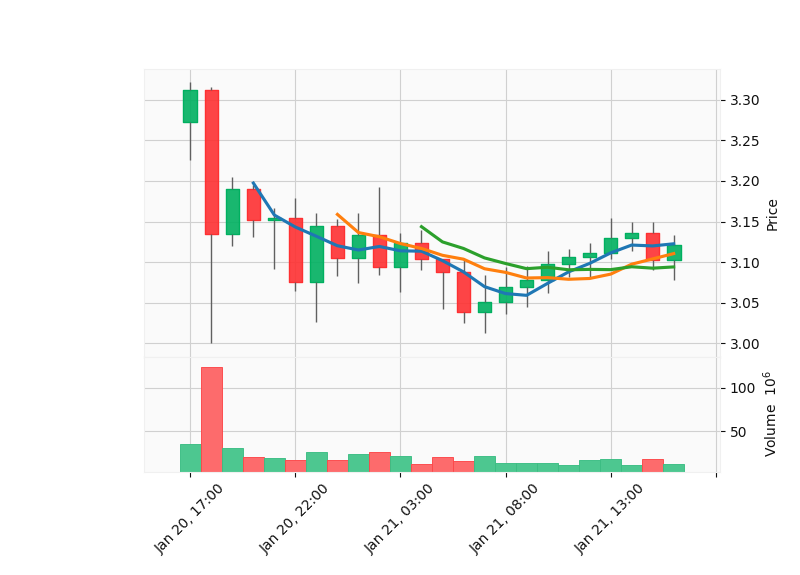 3.30
3.25
3.20
3.15
3.10
3.05
3.00
Price
100
50
Volume 10⁶
Jan 20, 17:00
Jan 20, 22:00
Jan 21, 03:00
Jan 21, 08:00
Jan 21, 13:00